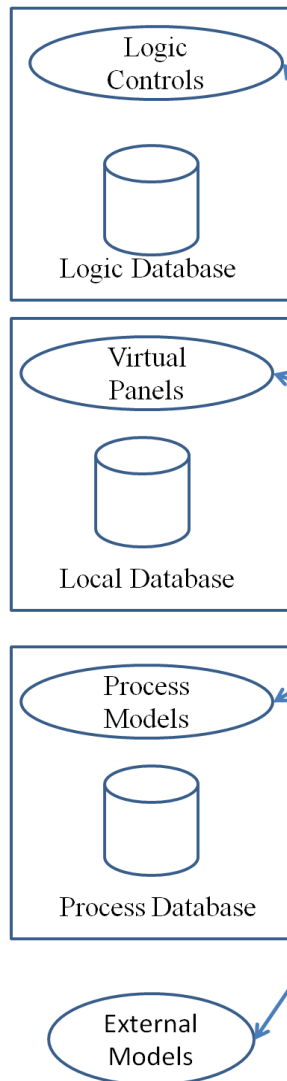 Logic
Controls
Logic Database
Virtual
Panels
Local Database
Process
Models
Process Database
External
Models